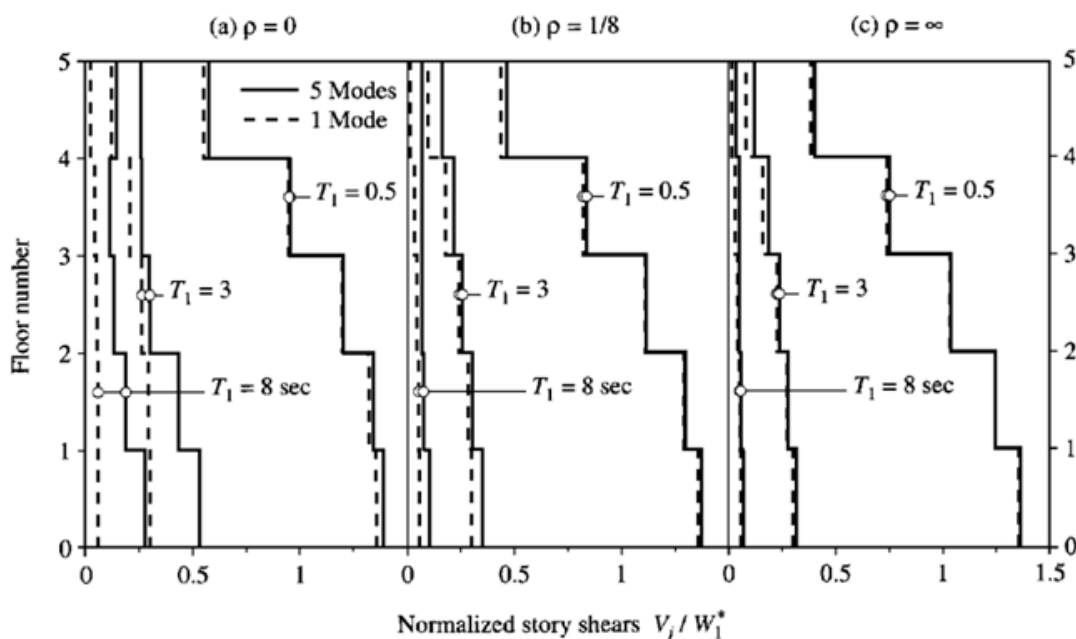 (a) ρ = 0 (b) ρ = 1/8 (c) ρ = ∞
5 5
5 Modes
1 Mode
4 4
T₁ = 0.5 T₁ = 0.5 T₁ = 0.5
3 3
T₁ = 3 T₁ = 3 T₁ = 3
2 2
T₁ = 8 sec T₁ = 8 sec T₁ = 8 sec
1 1
0 0
Floor number
0 0.5 1 0 0.5 1 0 0.5 1 1.5
Normalized story shears V_j / W₁*